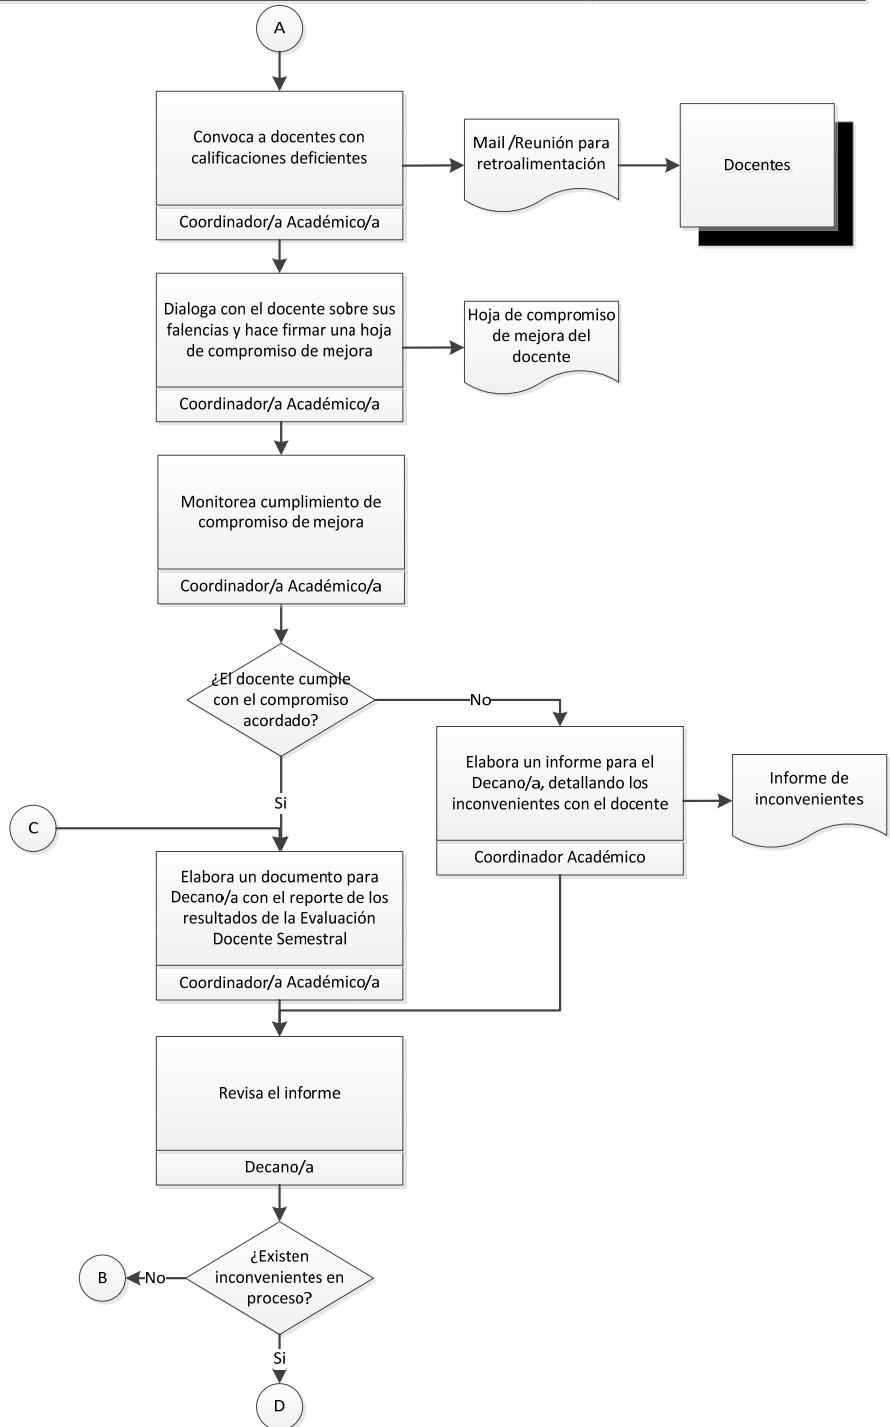 A
Convoca a docentes con
calificaciones deficientes
Coordinador/a Académico/a
Mail /Reunión para
retroalimentación
Docentes
Dialoga con el docente sobre sus
falencias y hace firmar una hoja
de compromiso de mejora
Coordinador/a Académico/a
Hoja de compromiso
de mejora del
docente
Monitorea cumplimiento de
compromiso de mejora
Coordinador/a Académico/a
¿El docente cumple
con el compromiso
acordado?
No
Elabora un informe para el
Decano/a, detallando los
inconvenientes con el docente
Coordinador Académico
Informe de
inconvenientes
Si
C
Elabora un documento para
Decano/a con el reporte de los
resultados de la Evaluación
Docente Semestral
Coordinador/a Académico/a
Revisa el informe
Decano/a
¿Existen
inconvenientes en
proceso?
No
B
Si
D